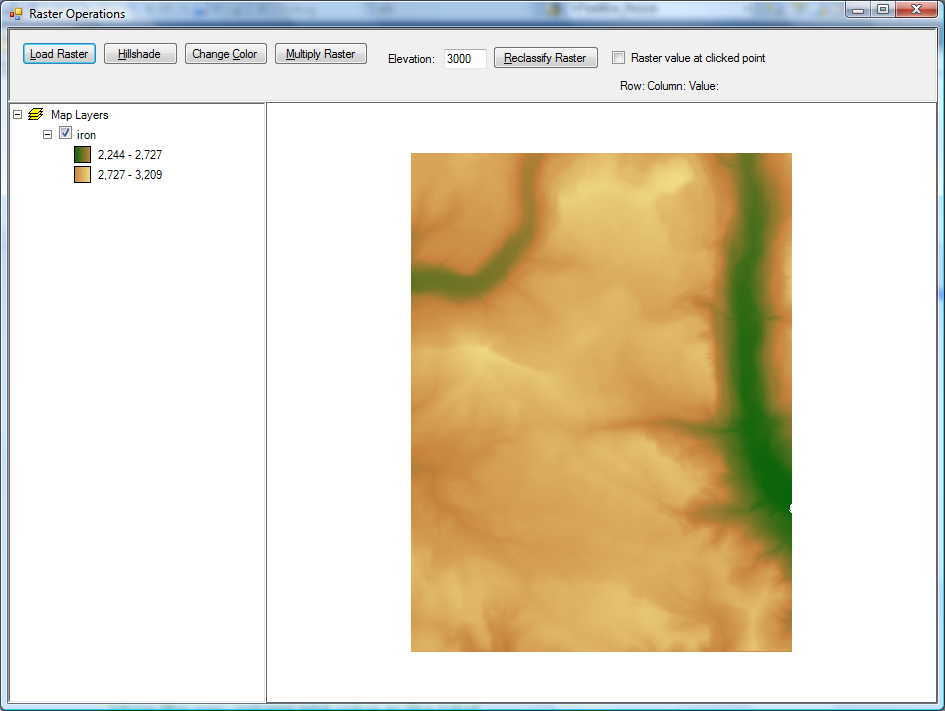 Raster Operations
Load Raster Hillshade Change Color Multiply Raster Elevation: 3000 Reclassify Raster Raster value at clicked point
Row: Column: Value:
Map Layers
iron
2,244 - 2,727
2,727 - 3,209